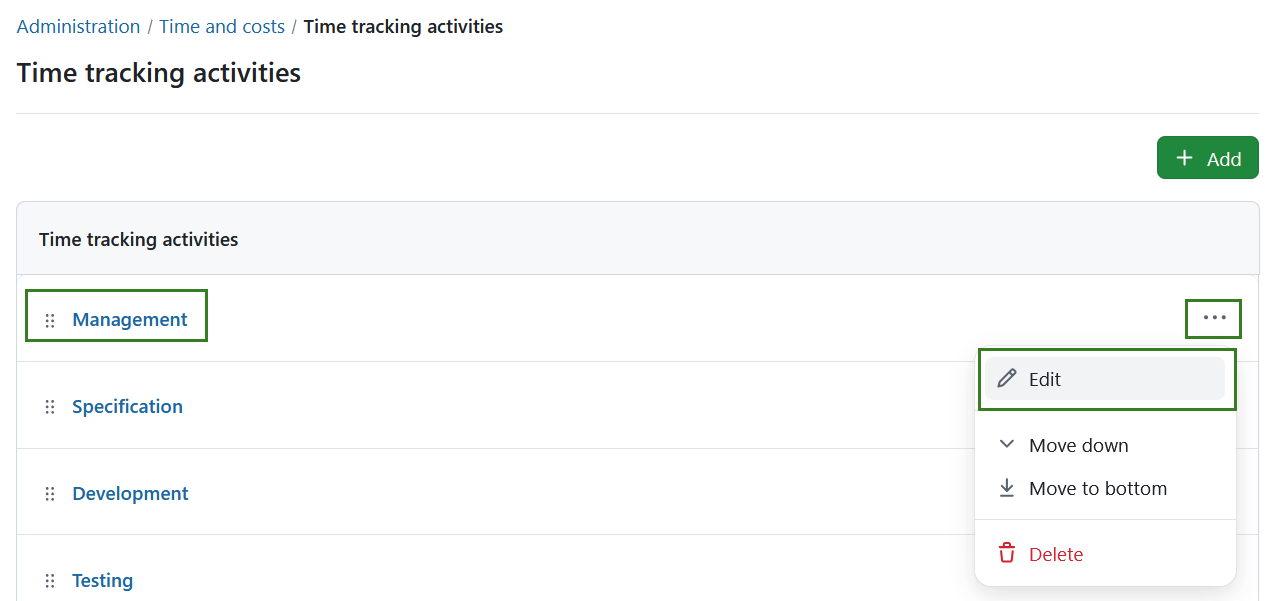 Administration / Time and costs / Time tracking activities
Time tracking activities
+ Add
Time tracking activities
Management ···
Edit
Specification
Move down
Move to bottom
Development
Delete
Testing